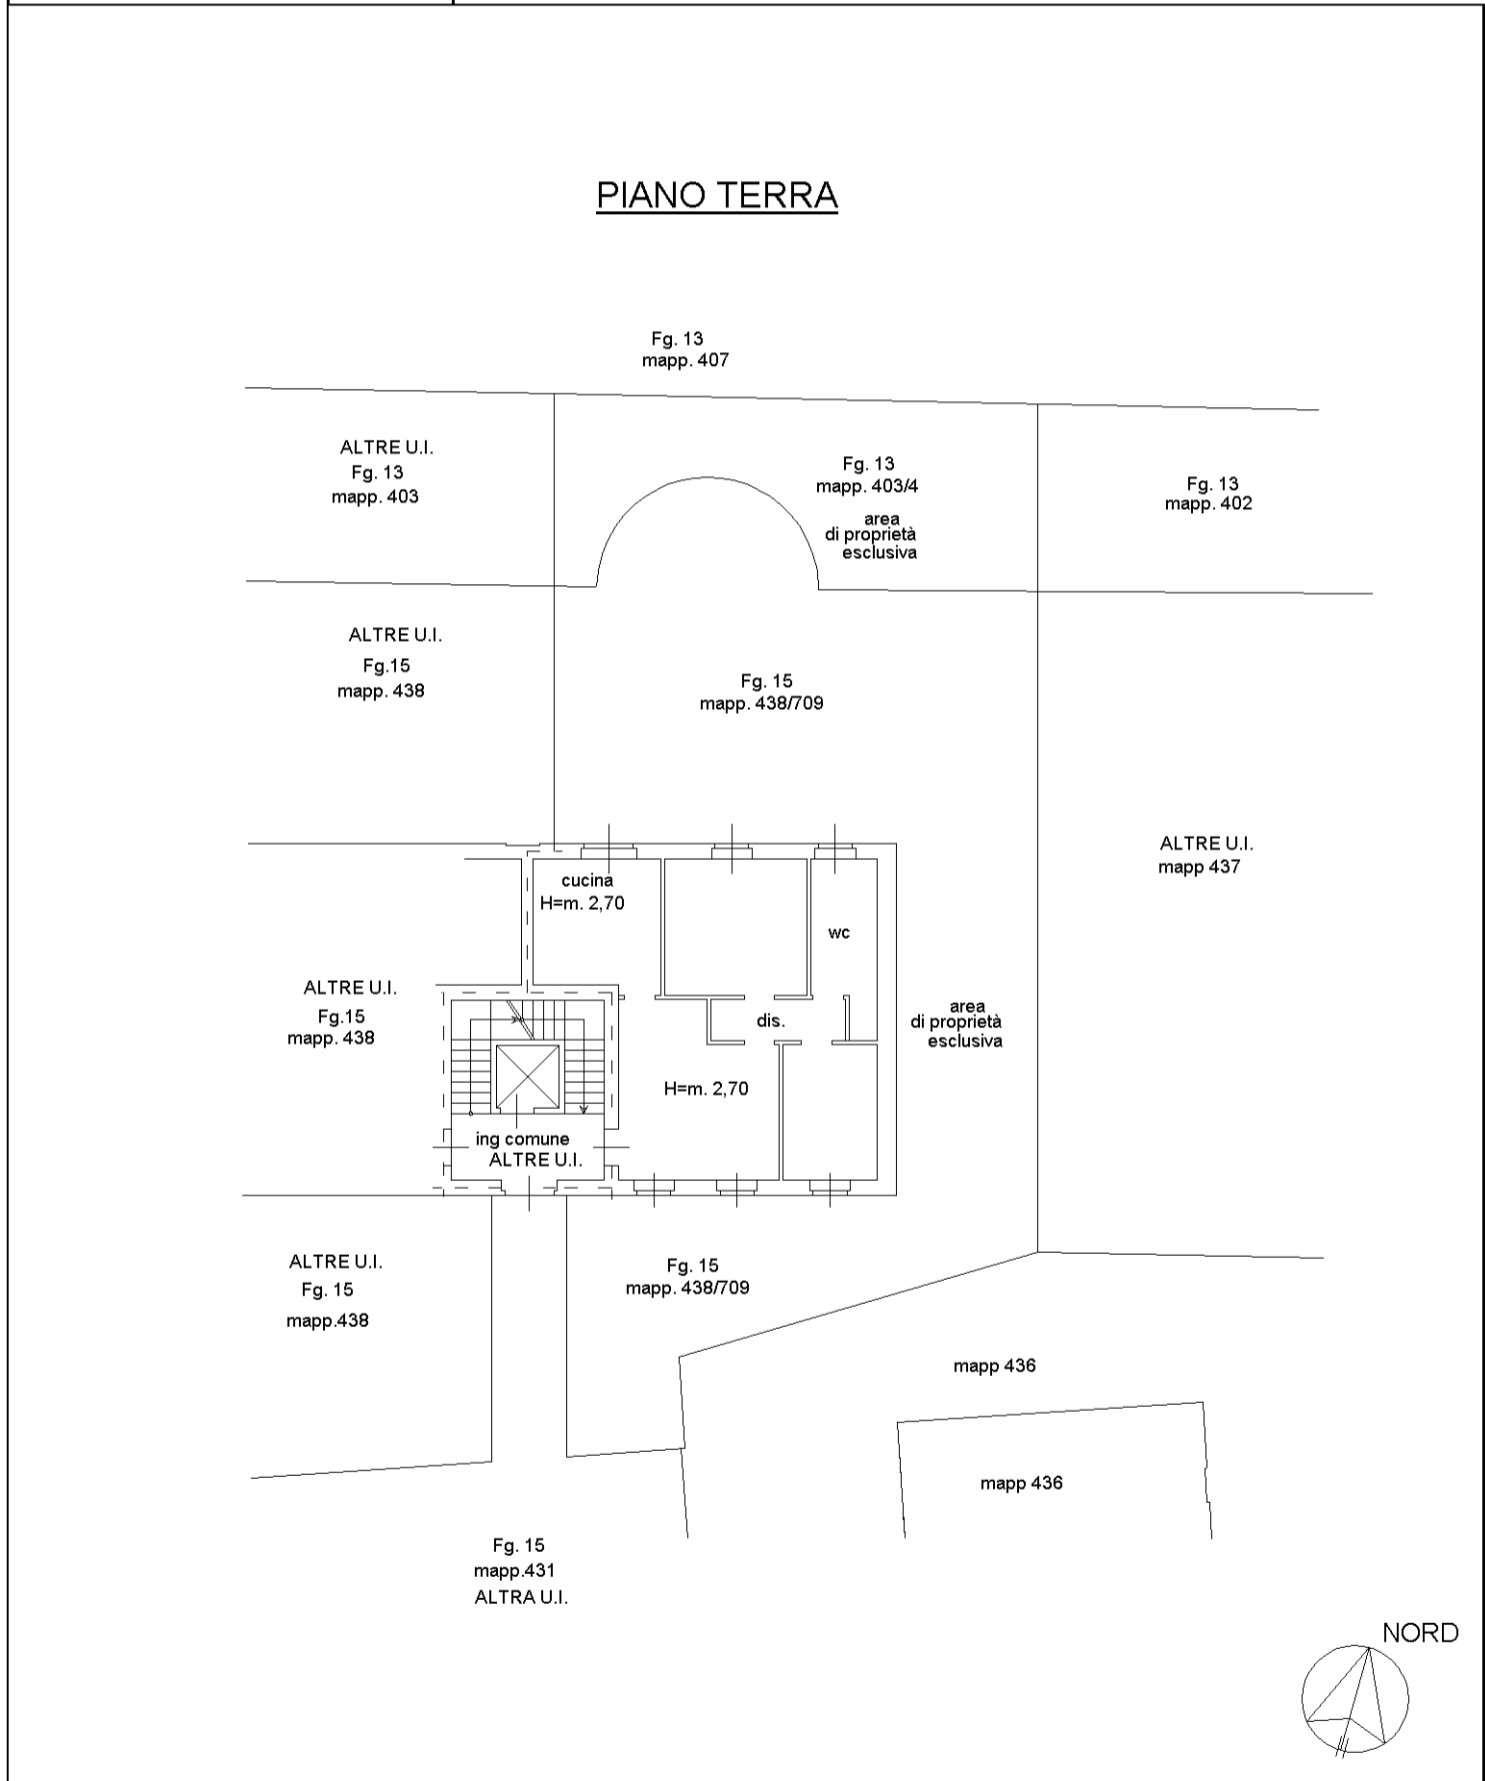 PIANO TERRA
Fg. 13
mapp. 407
ALTRE U.I.
Fg. 13
mapp. 403
Fg. 13
mapp. 403/4
area
di proprietà
esclusiva
Fg. 13
mapp. 402
ALTRE U.I.
Fg.15
mapp. 438
Fg. 15
mapp. 438/709
ALTRE U.I.
mapp 437
cucina
H=m. 2,70
wc
ALTRE U.I.
Fg.15
mapp. 438
dis.
area
di proprietà
esclusiva
H=m. 2,70
ing comune
ALTRE U.I.
ALTRE U.I.
Fg. 15
mapp.438
Fg. 15
mapp. 438/709
mapp 436
mapp 436
Fg. 15
mapp.431
ALTRA U.I.
NORD